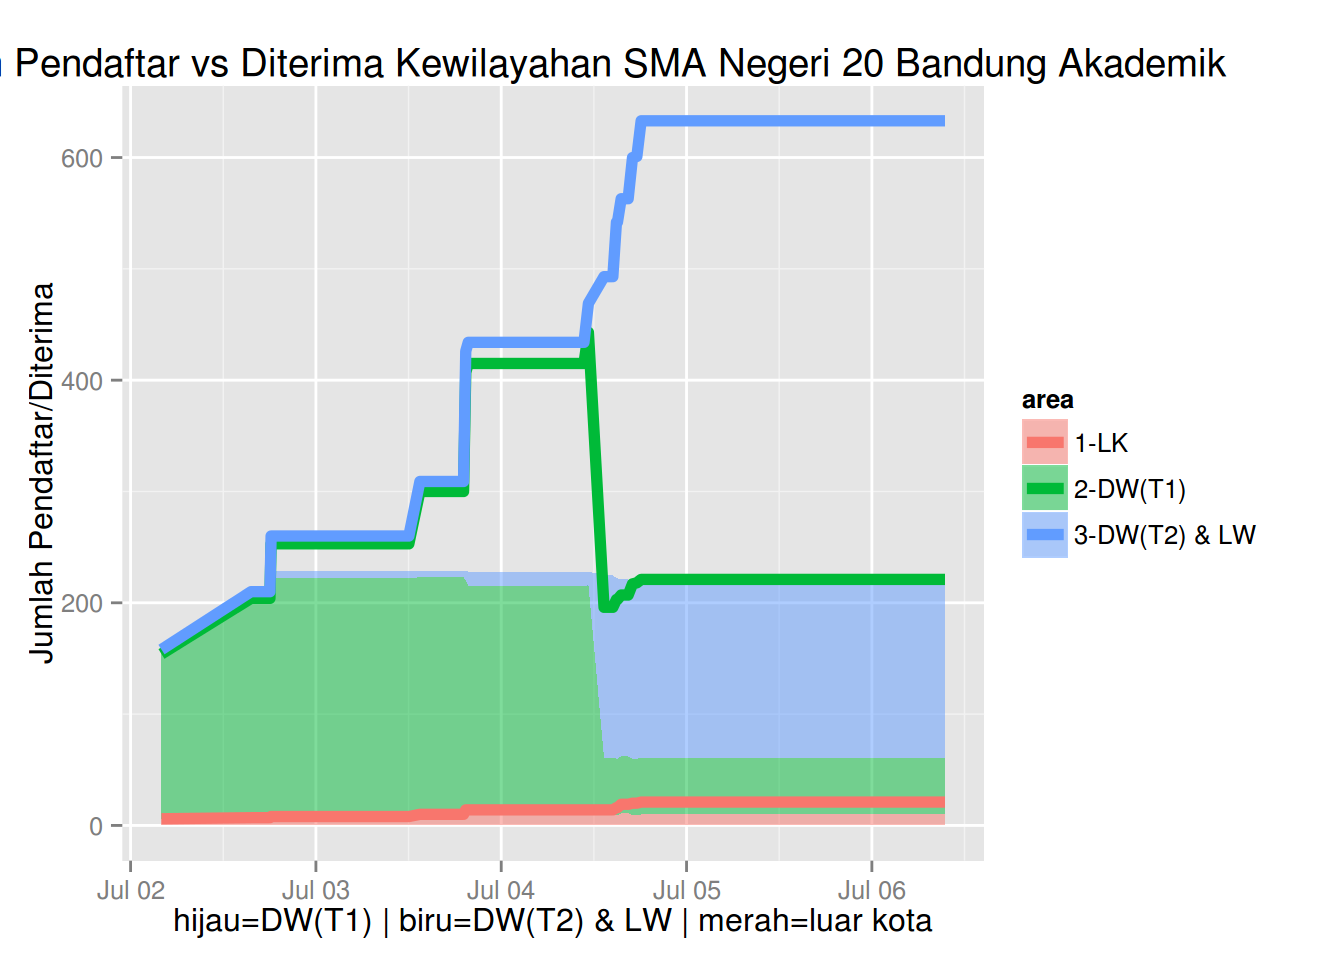 Pendaftar vs Diterima Kewilayahan SMA Negeri 20 Bandung Akademik
Jumlah Pendaftar/Diterima
600
400
200
0
Jul 02
Jul 03
Jul 04
Jul 05
Jul 06
hijau=DW(T1) | biru=DW(T2) & LW | merah=luar kota
area
1-LK
2-DW(T1)
3-DW(T2) & LW